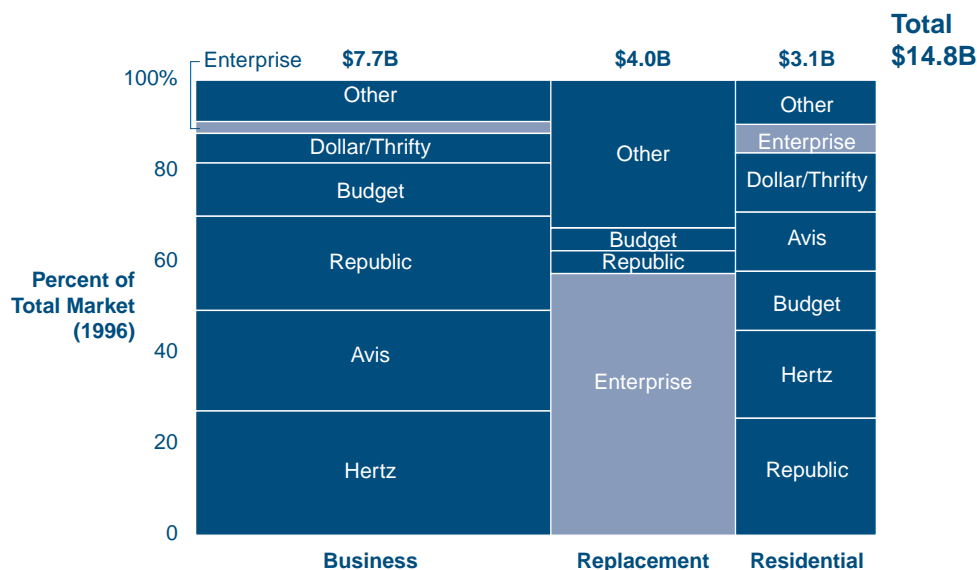 Total
$14.8B
Enterprise $7.7B $4.0B $3.1B
100%
Other
Dollar/Thrifty
Budget
Republic
Avis
Hertz
Other
Budget
Republic
Enterprise
Other
Enterprise
Dollar/Thrifty
Avis
Budget
Hertz
Republic
80
60
Percent of
Total Market
(1996)
40
20
0
Business Replacement Residential